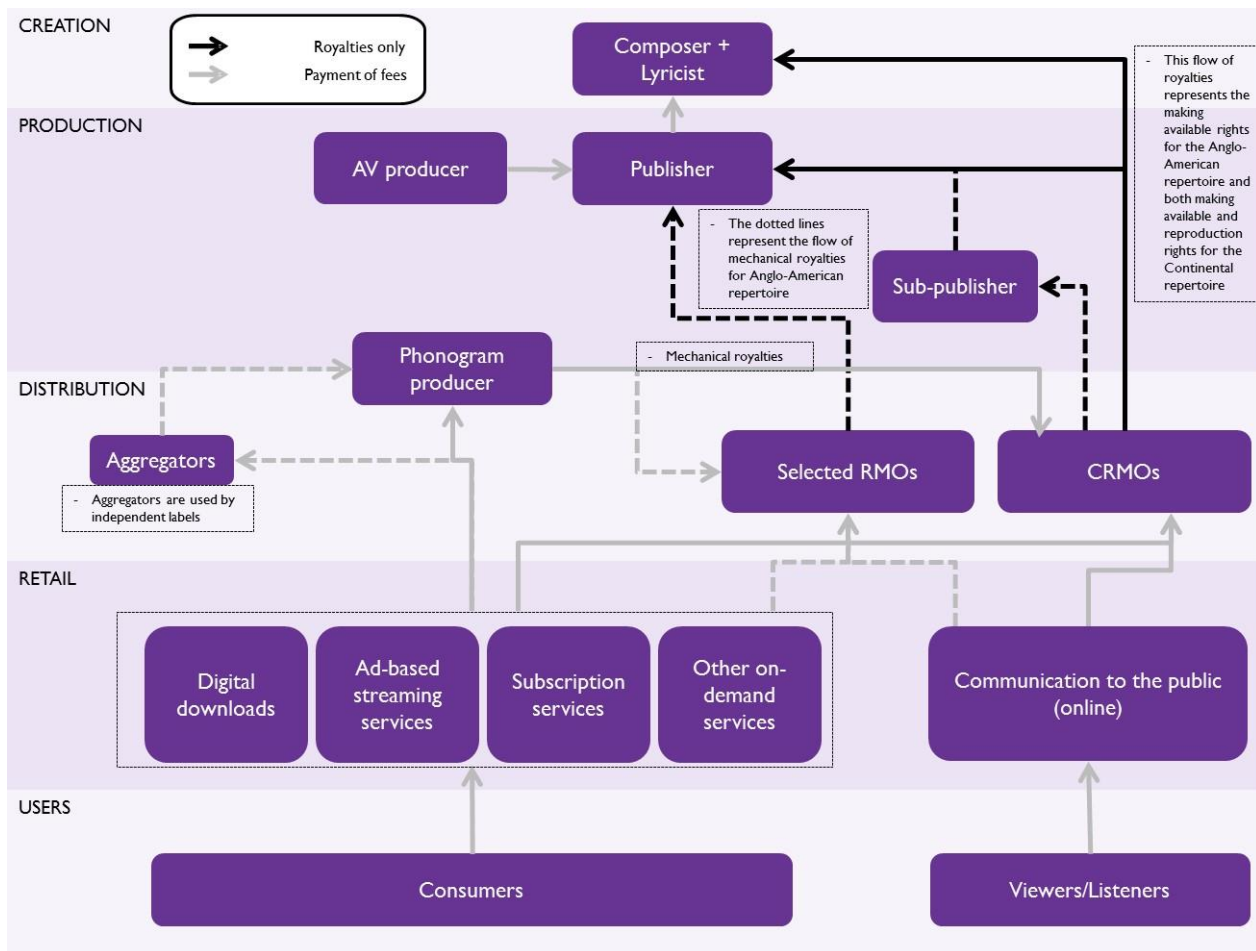 CREATION
Royalties only
Payment of fees
Composer +
Lyricist
- This flow of
royalties
represents the
making
available rights
for the Anglo-
American
repertoire and
both making
available and
reproduction
rights for the
Continental
repertoire
PRODUCTION
AV producer
Publisher
- The dotted lines
represent the flow of
mechanical royalties
for Anglo-American
repertoire
Sub-publisher
Phonogram
producer
- Mechanical royalties
DISTRIBUTION
Aggregators
- Aggregators are used by
independent labels
Selected RMOs
CRMOs
RETAIL
Digital
downloads
Ad-based
streaming
services
Subscription
services
Other on-
demand
services
Communication to the public
(online)
USERS
Consumers
Viewers/Listeners